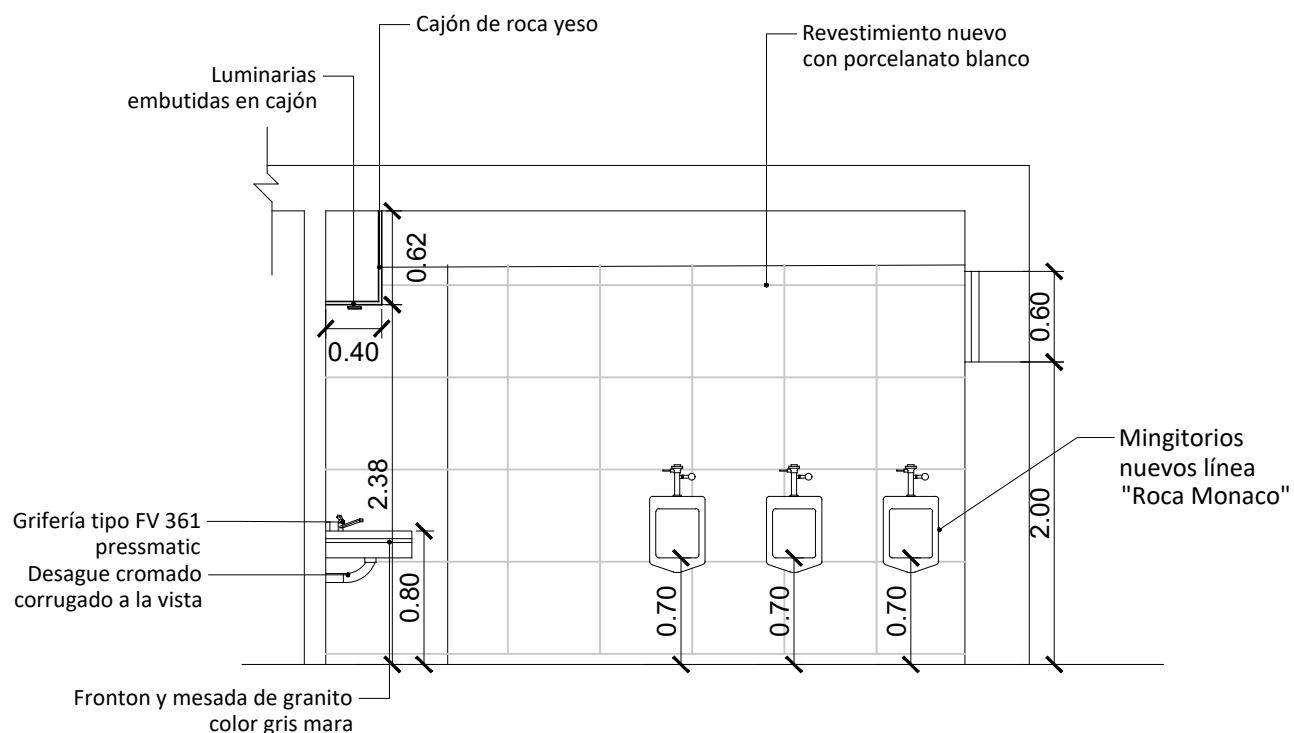 Cajón de roca yeso
Revestimiento nuevo
con porcelanato blanco
Luminarias
embutidas en cajón
0.62
0.60
0.40
Mingitorios
nuevos línea
"Roca Monaco"
2.38
2.00
Grifería tipo FV 361
pressmatic
Desague cromado
corrugado a la vista
0.80
0.70
0.70
0.70
Fronton y mesada de granito
color gris mara